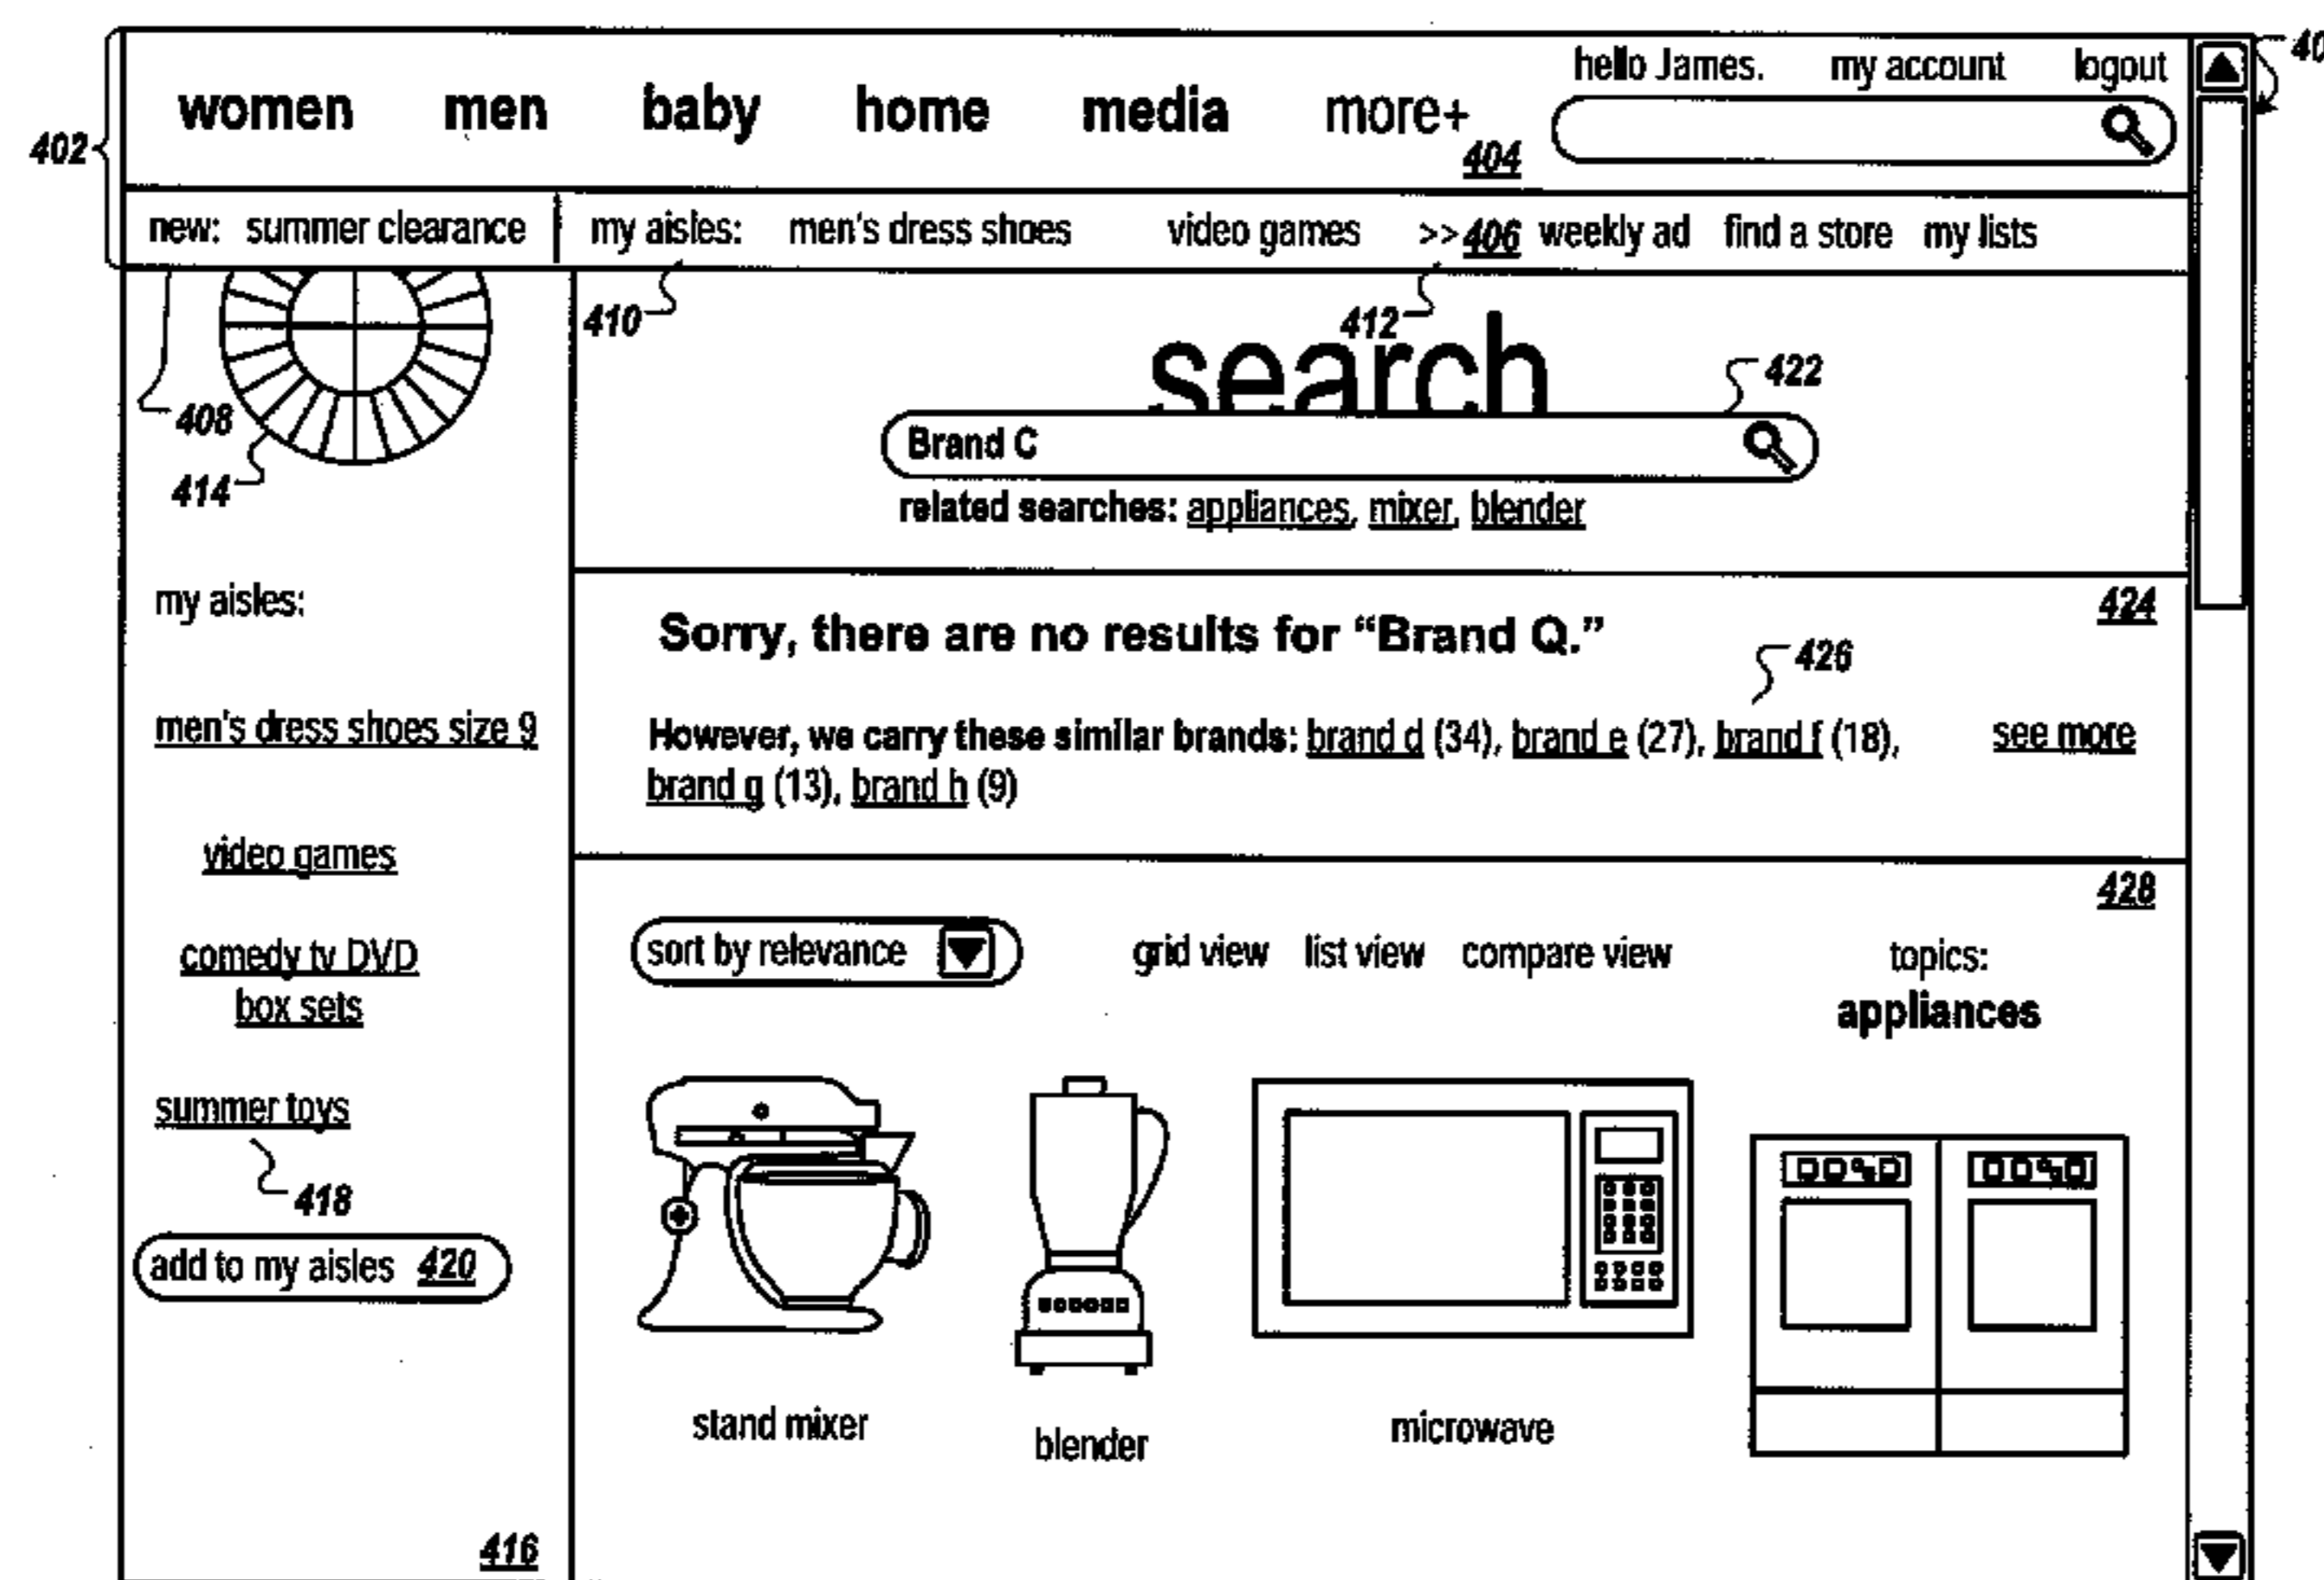 hello James. my account logout
40
women men baby home media more+
402
404
new: summer clearance my aisles: men's dress shoes video games >> 406 weekly ad find a store my lists
410
412
search
422
408
Brand C
414
related searches: appliances, mixer, blender
my aisles:
424
Sorry, there are no results for “Brand Q.”
426
men's dress shoes size 9
However, we carry these similar brands: brand d (34), brand e (27), brand f (18),
see more
brand g (13), brand h (9)
video games
428
sort by relevance grid view list view compare view topics:
appliances
comedy tv DVD
box sets
summer toys
418
add to my aisles 420
stand mixer
blender
microwave
416